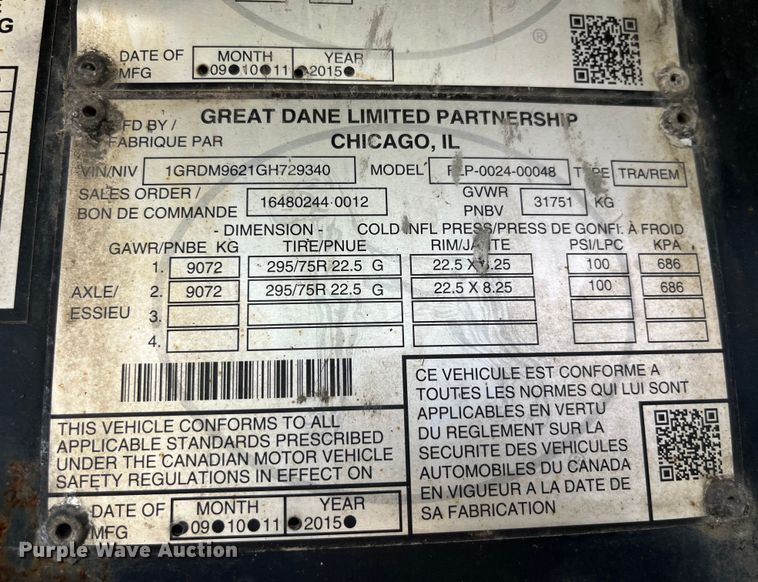 E
G
DATE OF MFG MONTH 09 10 11 YEAR 2015
®
MFD BY / FABRIQUE PAR
GREAT DANE LIMITED PARTNERSHIP
CHICAGO, IL
VIN/NIV 1GRDM9621GH729340 MODEL -0024-00048 TYPE TRA/REM
SALES ORDER / BON DE COMMANDE 16480244 0012 GVWR PNBV 31751 KG
- DIMENSION - COLD INFL PRESS/PRESS DE GONFL À FROID
GAWR/PNBE KG TIRE/PNUE RIM/JANTE PSI/LPC KPA
AXLE/ ESSIEU
1. 9072 295/75R 22.5 G 22.5 X 8.25 100 686
2. 9072 295/75R 22.5 G 22.5 X 8.25 100 686
3.
4.
THIS VEHICLE CONFORMS TO ALL
APPLICABLE STANDARDS PRESCRIBED
UNDER THE CANADIAN MOTOR VEHICLE
SAFETY REGULATIONS IN EFFECT ON
DATE OF MFG MONTH 09 10 11 YEAR 2015
CE VEHICULE EST CONFORME A
TOUTES LES NORMES QUI LUI SONT
APPLICABLES EN VERTU
DU REGLEMENT SUR LA
SECURITE DES VEHICULES
AUTOMOBILES DU CANADA
EN VIGUEUR A LA DATE DE
SA FABRICATION
Purple Wave Auction